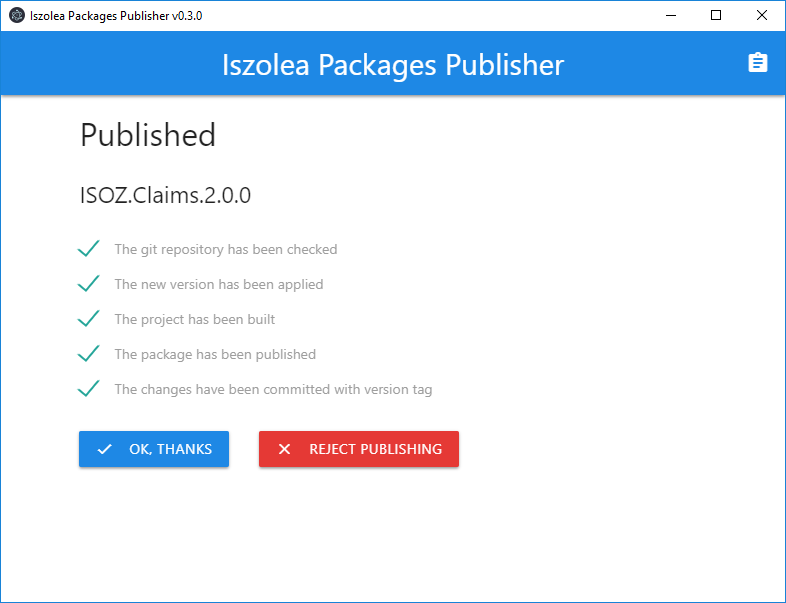 Iszolea Packages Publisher v0.3.0
Iszolea Packages Publisher
Published
ISOZ.Claims.2.0.0
The git repository has been checked
The new version has been applied
The project has been built
The package has been published
The changes have been committed with version tag
OK, THANKS
REJECT PUBLISHING